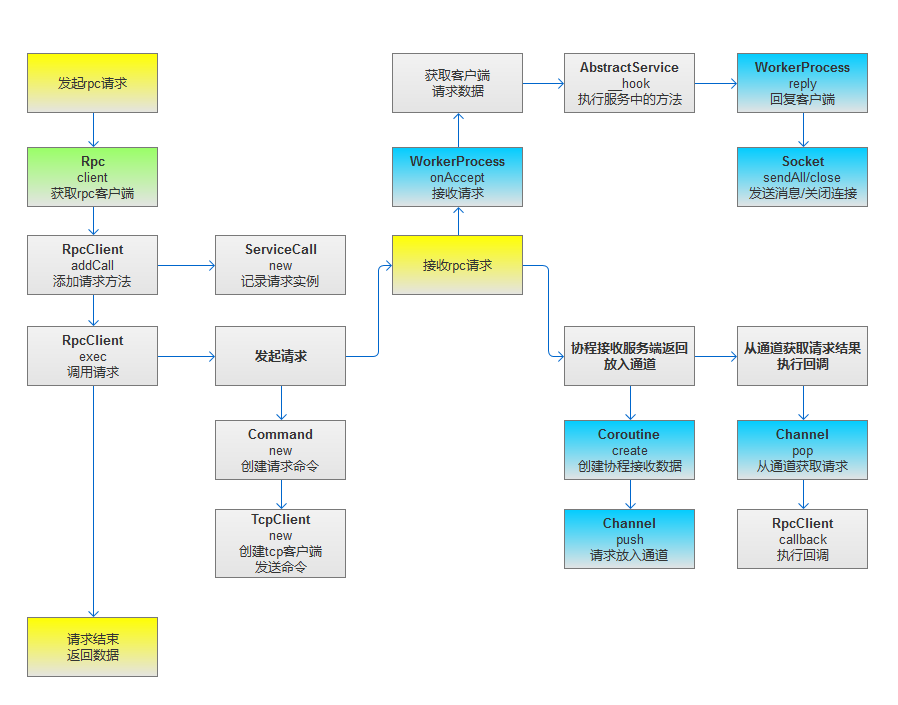 发起rpc请求
Rpc
client
获取rpc客户端
RpcClient
addCall
添加请求方法
ServiceCall
new
记录请求实例
RpcClient
exec
调用请求
发起请求
Command
new
创建请求命令
TcpClient
new
创建tcp客户端
发送命令
请求结束
返回数据
接收rpc请求
WorkerProcess
onAccept
接收请求
获取客户端
请求数据
AbstractService
__hook
执行服务中的方法
WorkerProcess
reply
回复客户端
Socket
sendAll/close
发送消息/关闭连接
协程接收服务端返回
放入通道
Coroutine
create
创建协程接收数据
Channel
push
请求放入通道
从通道获取请求结果
执行回调
Channel
pop
从通道获取请求
RpcClient
callback
执行回调